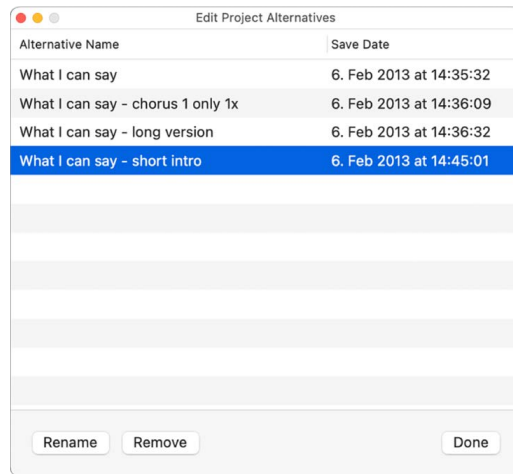 Edit Project Alternatives
Alternative Name Save Date
What I can say 6. Feb 2013 at 14:35:32
What I can say - chorus 1 only 1x 6. Feb 2013 at 14:36:09
What I can say - long version 6. Feb 2013 at 14:36:32
What I can say - short intro 6. Feb 2013 at 14:45:01
Rename Remove Done